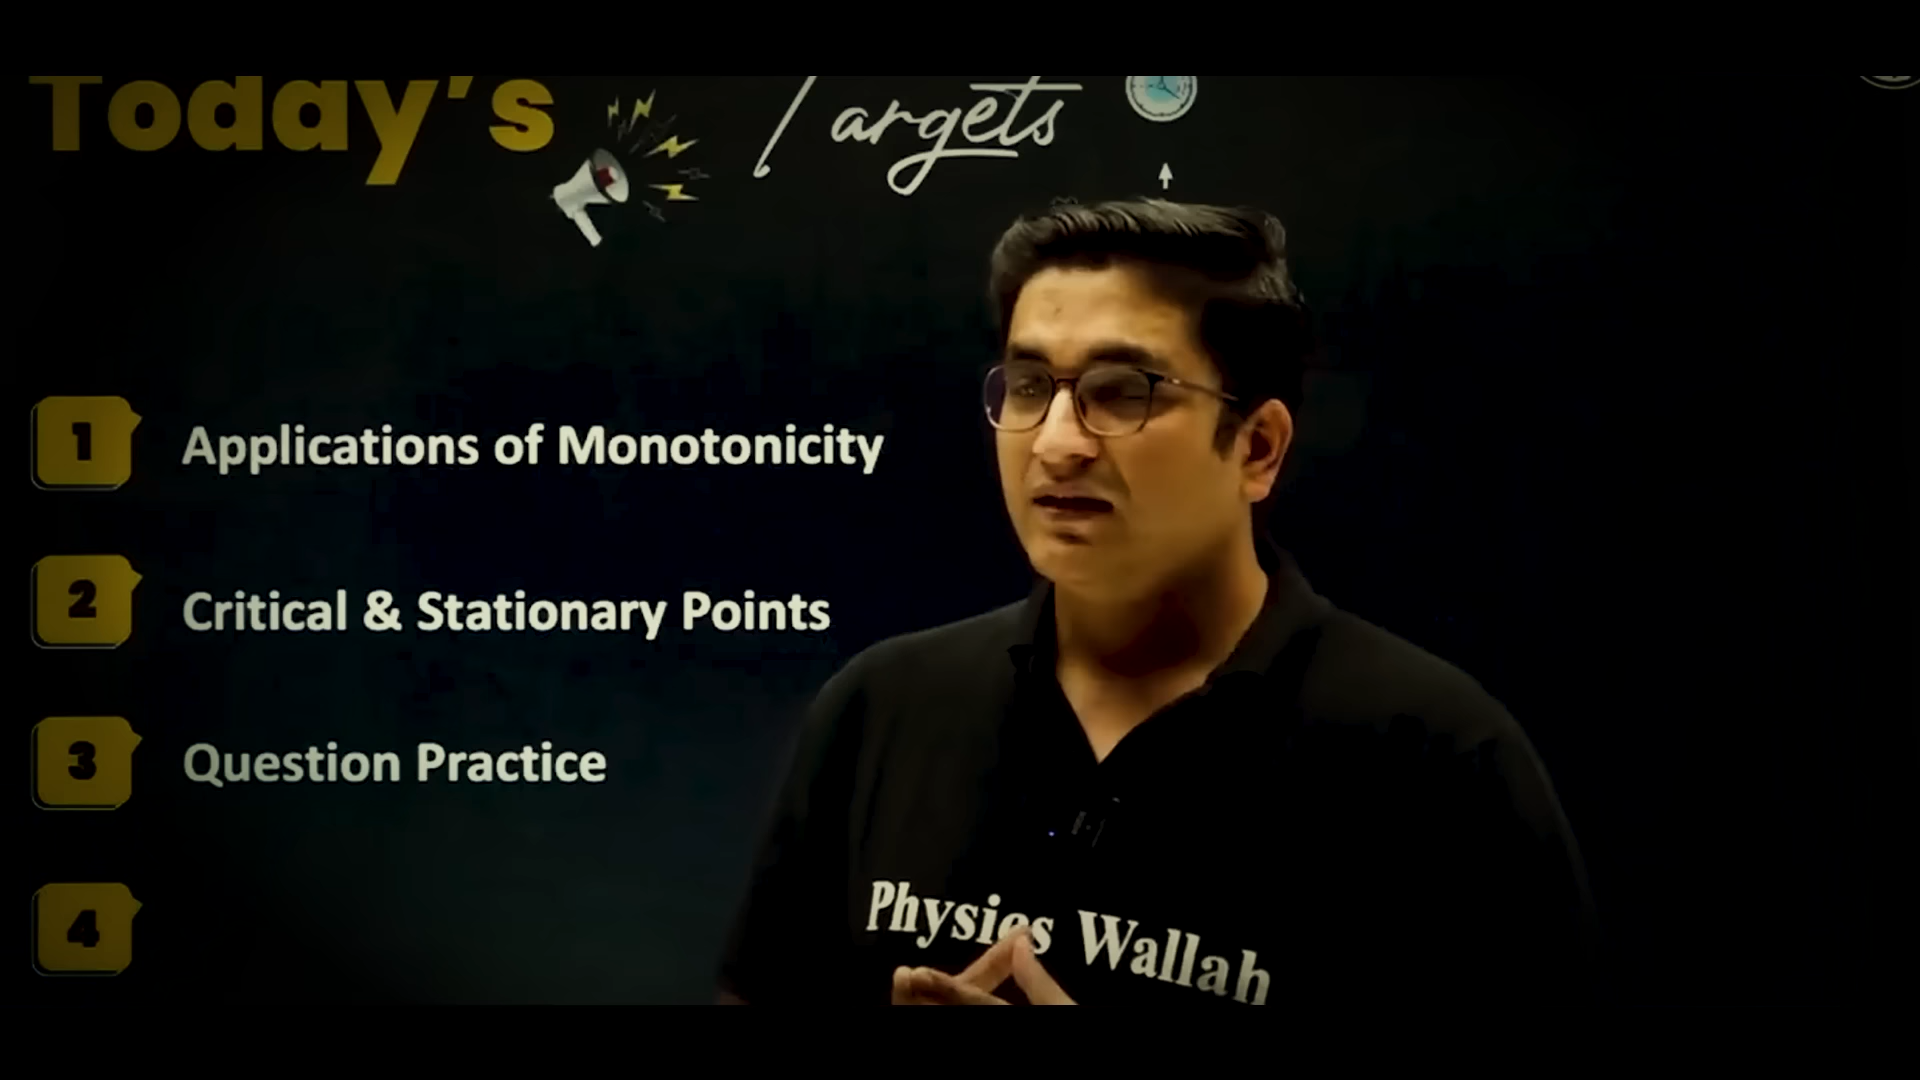 Today's Targets
1 Applications of Monotonicity
2 Critical & Stationary Points
3 Question Practice
4
Physics Wallah